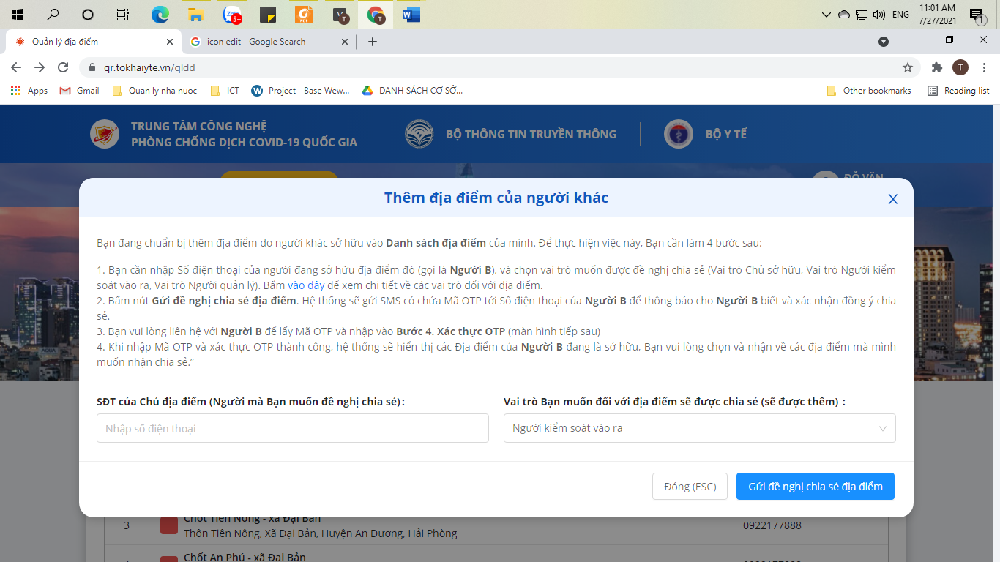 11:01 AM
ENG
7/27/2021
5+
1
Quản lý địa điểm
icon edit - Google Search
qr.tokhaiyte.vn/qldd
T
Apps
Gmail
Quan ly nha nuoc
ICT
Project - Base Wew...
DANH SÁCH CƠ SỞ...
Other bookmarks
Reading list
TRUNG TÂM CÔNG NGHỆ
PHÒNG CHỐNG DỊCH COVID-19 QUỐC GIA
BỘ THÔNG TIN TRUYỀN THÔNG
BỘ Y TẾ
ĐỖ VĂN
Thêm địa điểm của người khác
Bạn đang chuẩn bị thêm địa điểm do người khác sở hữu vào Danh sách địa điểm của mình. Để thực hiện việc này, Bạn cần làm 4 bước sau:
1. Bạn cần nhập Số điện thoại của người đang sở hữu địa điểm đó (gọi là Người B), và chọn vai trò muốn được đề nghị chia sẻ (Vai trò Chủ sở hữu, Vai trò Người kiểm
soát vào ra, Vai trò Người quản lý). Bấm vào đây để xem chi tiết về các vai trò đối với địa điểm.
2. Bấm nút Gửi đề nghị chia sẻ địa điểm. Hệ thống sẽ gửi SMS có chứa Mã OTP tới Số điện thoại của Người B để thông báo cho Người B biết và xác nhận đồng ý chia
sẻ.
3. Bạn vui lòng liên hệ với Người B để lấy Mã OTP và nhập vào Bước 4. Xác thực OTP (màn hình tiếp sau)
4. Khi nhập Mã OTP và xác thực OTP thành công, hệ thống sẽ hiển thị các Địa điểm của Người B đang là sở hữu, Bạn vui lòng chọn và nhận về các địa điểm mà mình
muốn nhận chia sẻ.”
SĐT của Chủ địa điểm (Người mà Bạn muốn đề nghị chia sẻ):
Nhập số điện thoại
Vai trò Bạn muốn đối với địa điểm sẽ được chia sẻ (sẽ được thêm) :
Người kiểm soát vào ra
Đóng (ESC)
Gửi đề nghị chia sẻ địa điểm
3
Chốt Tiên Nông - xã Đại Bản
Thôn Tiên Nông, Xã Đại Bản, Huyện An Dương, Hải Phòng
0922177888
Chốt An Phú - xã Đại Bản